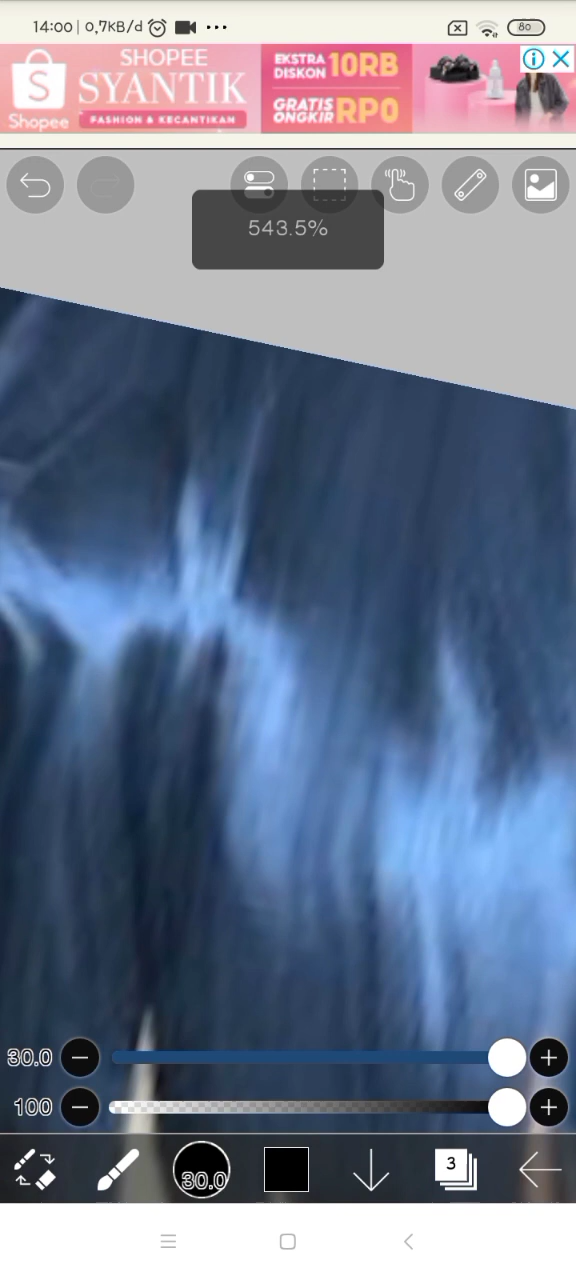 14:00 | 0,7KB/d
80
Shopee
SHOPEE
SYANTIK
FASHION & KECANTIKAN
EKSTRA
DISKON 10RB
GRATIS
ONGKIR RP0
543.5%
30.0
100
30.0
3